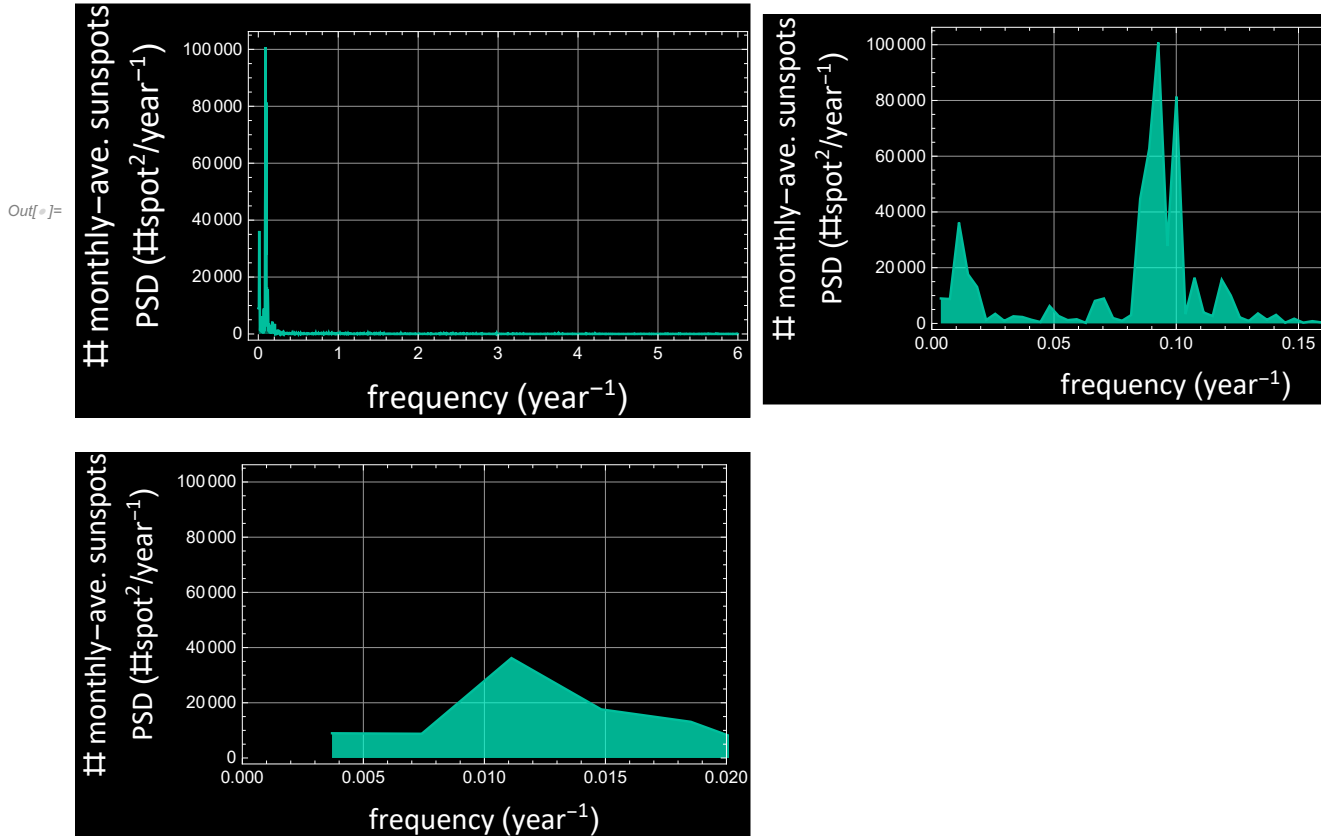 Out[•]=
# monthly–ave. sunspots
PSD (#spot²/year⁻¹)
100 000
80 000
60 000
40 000
20 000
0
0 1 2 3 4 5 6
frequency (year⁻¹)
# monthly–ave. sunspots
PSD (#spot²/year⁻¹)
100 000
80 000
60 000
40 000
20 000
0
0.00 0.05 0.10 0.15
frequency (year⁻¹)
# monthly–ave. sunspots
PSD (#spot²/year⁻¹)
100 000
80 000
60 000
40 000
20 000
0
0.000 0.005 0.010 0.015 0.020
frequency (year⁻¹)